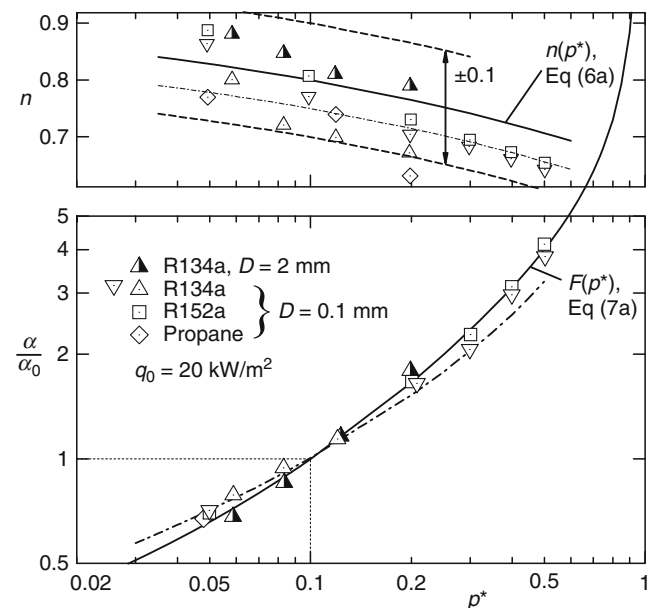 0.9
n(p*),
Eq (6a)
0.8
n
±0.1
0.7
5
4
R134a, D = 2 mm
F(p*),
Eq (7a)
3
R134a
R152a
D = 0.1 mm
Propane
α/α0
2
q0 = 20 kW/m2
1
0.5
0.02
0.05
0.1
0.2
p*
0.5
1